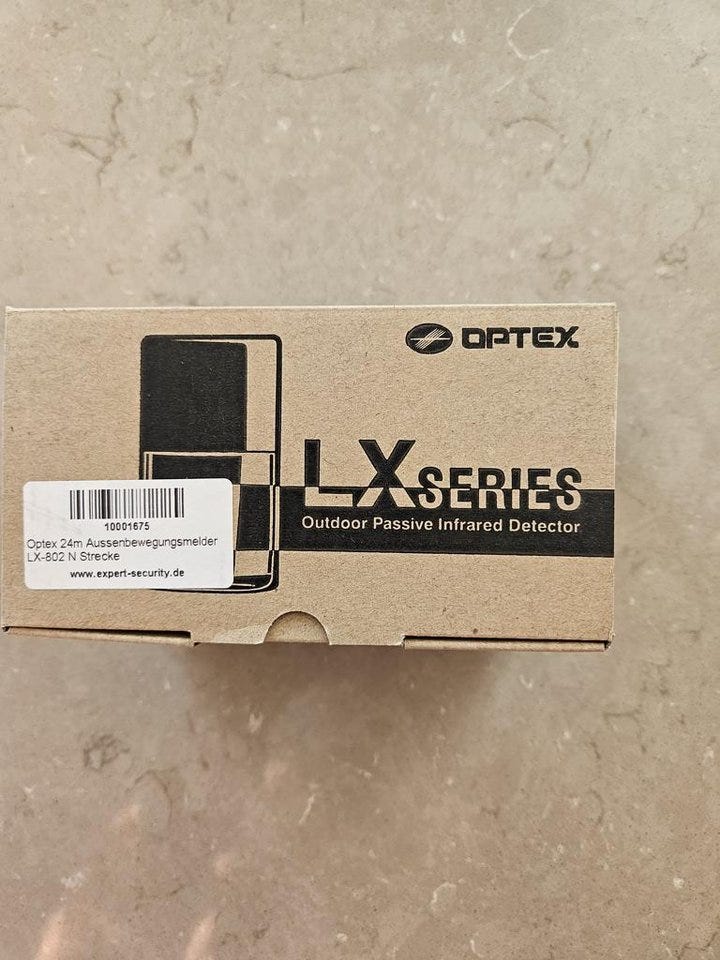 OPTEX
LX SERIES
Outdoor Passive Infrared Detector
10001675
Optex 24m Aussenbewegungsmelder
LX-802 N Strecke
www.expert-security.de